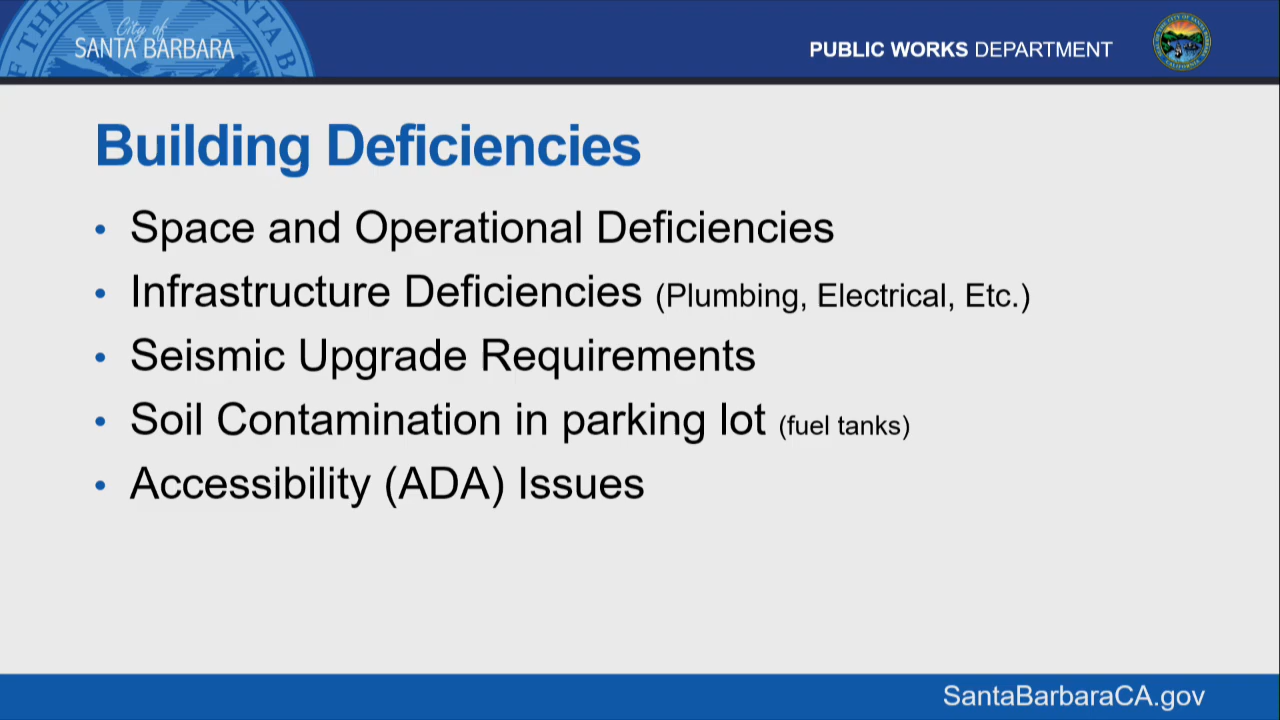 City of
SANTA BARBARA
PUBLIC WORKS DEPARTMENT
Building Deficiencies
• Space and Operational Deficiencies
• Infrastructure Deficiencies (Plumbing, Electrical, Etc.)
• Seismic Upgrade Requirements
• Soil Contamination in parking lot (fuel tanks)
• Accessibility (ADA) Issues
SantaBarbaraCA.gov